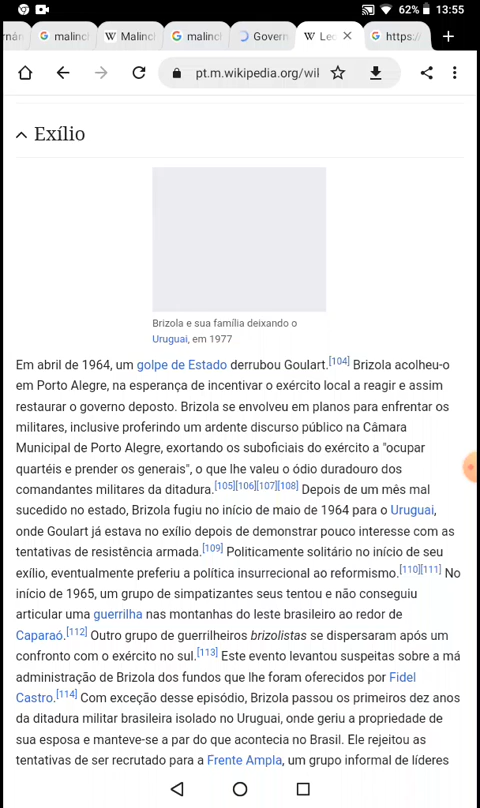 62% 13:55
rnán
malincl
Malincl
malincl
Govern
Leo
https:/
pt.m.wikipedia.org/wil
Exílio
Brizola e sua família deixando o
Uruguai, em 1977
Em abril de 1964, um golpe de Estado derrubou Goulart.[104] Brizola acolheu-o
em Porto Alegre, na esperança de incentivar o exército local a reagir e assim
restaurar o governo deposto. Brizola se envolveu em planos para enfrentar os
militares, inclusive proferindo um ardente discurso público na Câmara
Municipal de Porto Alegre, exortando os suboficiais do exército a "ocupar
quartéis e prender os generais", o que lhe valeu o ódio duradouro dos
comandantes militares da ditadura.[105][106][107][108] Depois de um mês mal
sucedido no estado, Brizola fugiu no início de maio de 1964 para o Uruguai,
onde Goulart já estava no exílio depois de demonstrar pouco interesse com as
tentativas de resistência armada.[109] Politicamente solitário no início de seu
exílio, eventualmente preferiu a política insurrecional ao reformismo.[110][111] No
início de 1965, um grupo de simpatizantes seus tentou e não conseguiu
articular uma guerrilha nas montanhas do leste brasileiro ao redor de
Caparaó.[112] Outro grupo de guerrilheiros brizolistas se dispersaram após um
confronto com o exército no sul.[113] Este evento levantou suspeitas sobre a má
administração de Brizola dos fundos que lhe foram oferecidos por Fidel
Castro.[114] Com exceção desse episódio, Brizola passou os primeiros dez anos
da ditadura militar brasileira isolado no Uruguai, onde geriu a propriedade de
sua esposa e manteve-se a par do que acontecia no Brasil. Ele rejeitou as
tentativas de ser recrutado para a Frente Ampla, um grupo informal de líderes